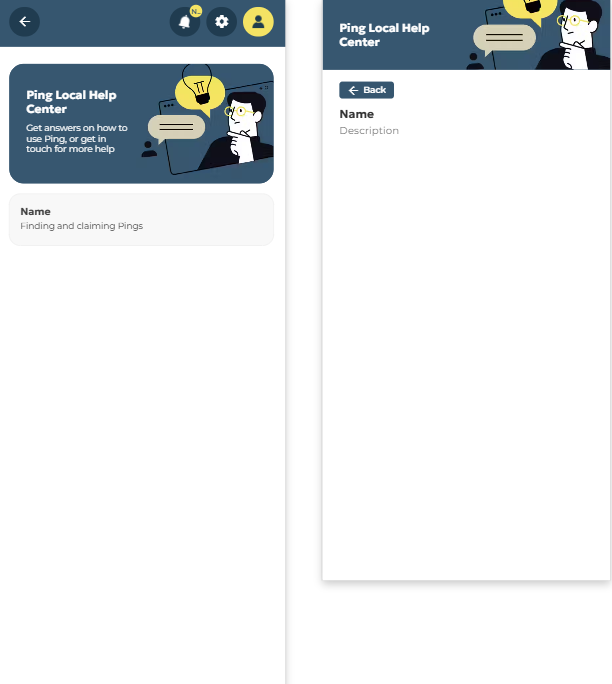 N...
Ping Local Help
Center
Get answers on how to
use Ping, or get in
touch for more help
Name
Finding and claiming Pings
Ping Local Help
Center
Back
Name
Description